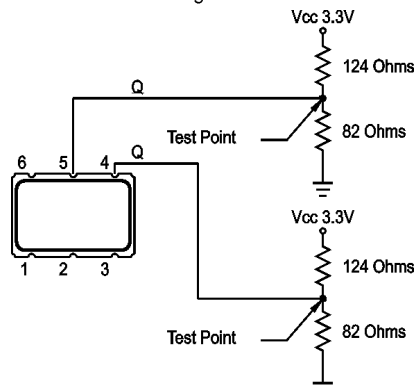 Vcc 3.3V
124 Ohms
Q
Test Point
82 Ohms
6 5 4
Q
1 2 3
Vcc 3.3V
124 Ohms
Test Point
82 Ohms